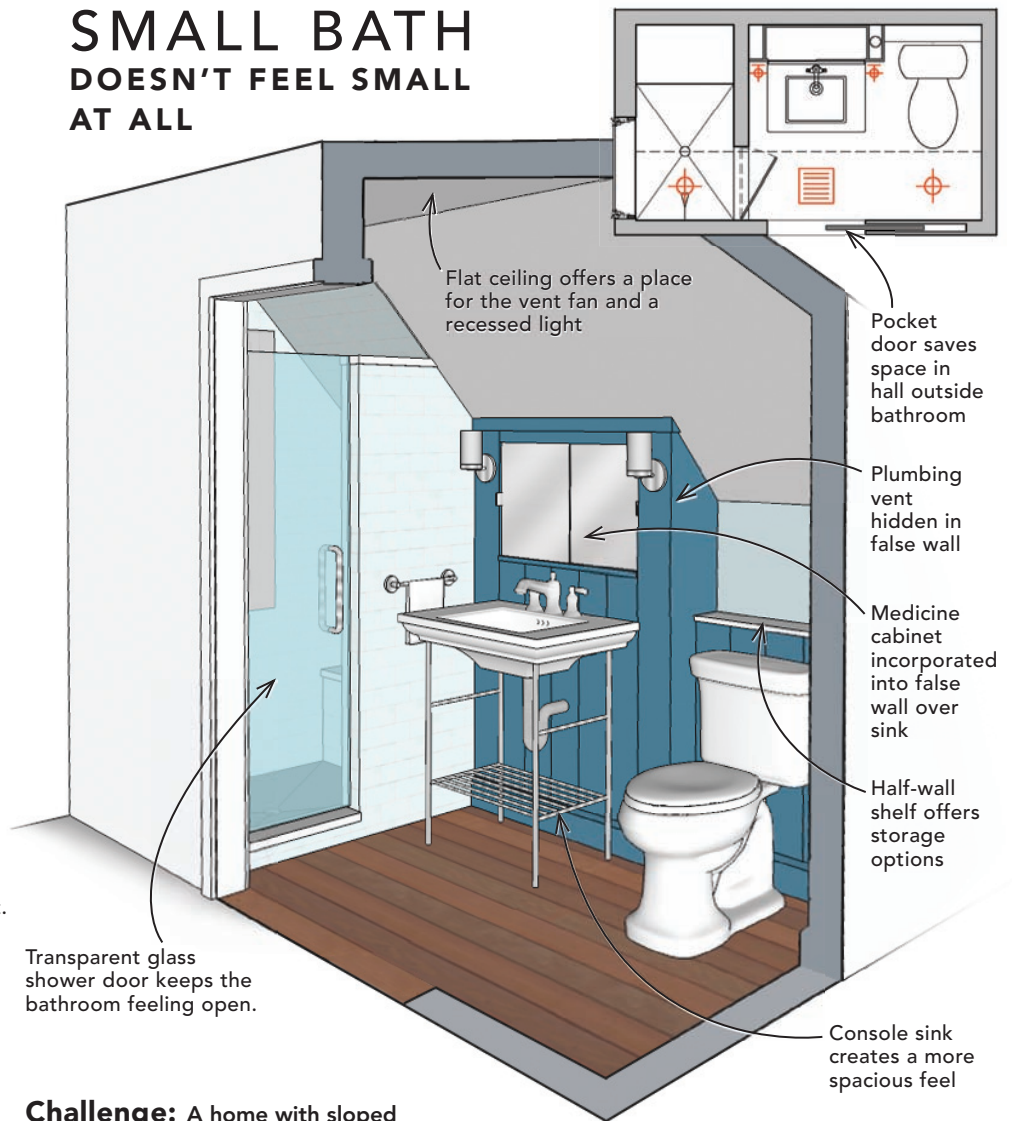 SMALL BATH
DOESN'T FEEL SMALL
AT ALL
Flat ceiling offers a place
for the vent fan and a
recessed light
Pocket
door saves
space in
hall outside
bathroom
Plumbing
vent
hidden in
false wall
Medicine
cabinet
incorporated
into false
wall over
sink
Half-wall
shelf offers
storage
options
Transparent glass
shower door keeps the
bathroom feeling open.
Console sink
creates a more
spacious feel
Challenge: A home with sloped